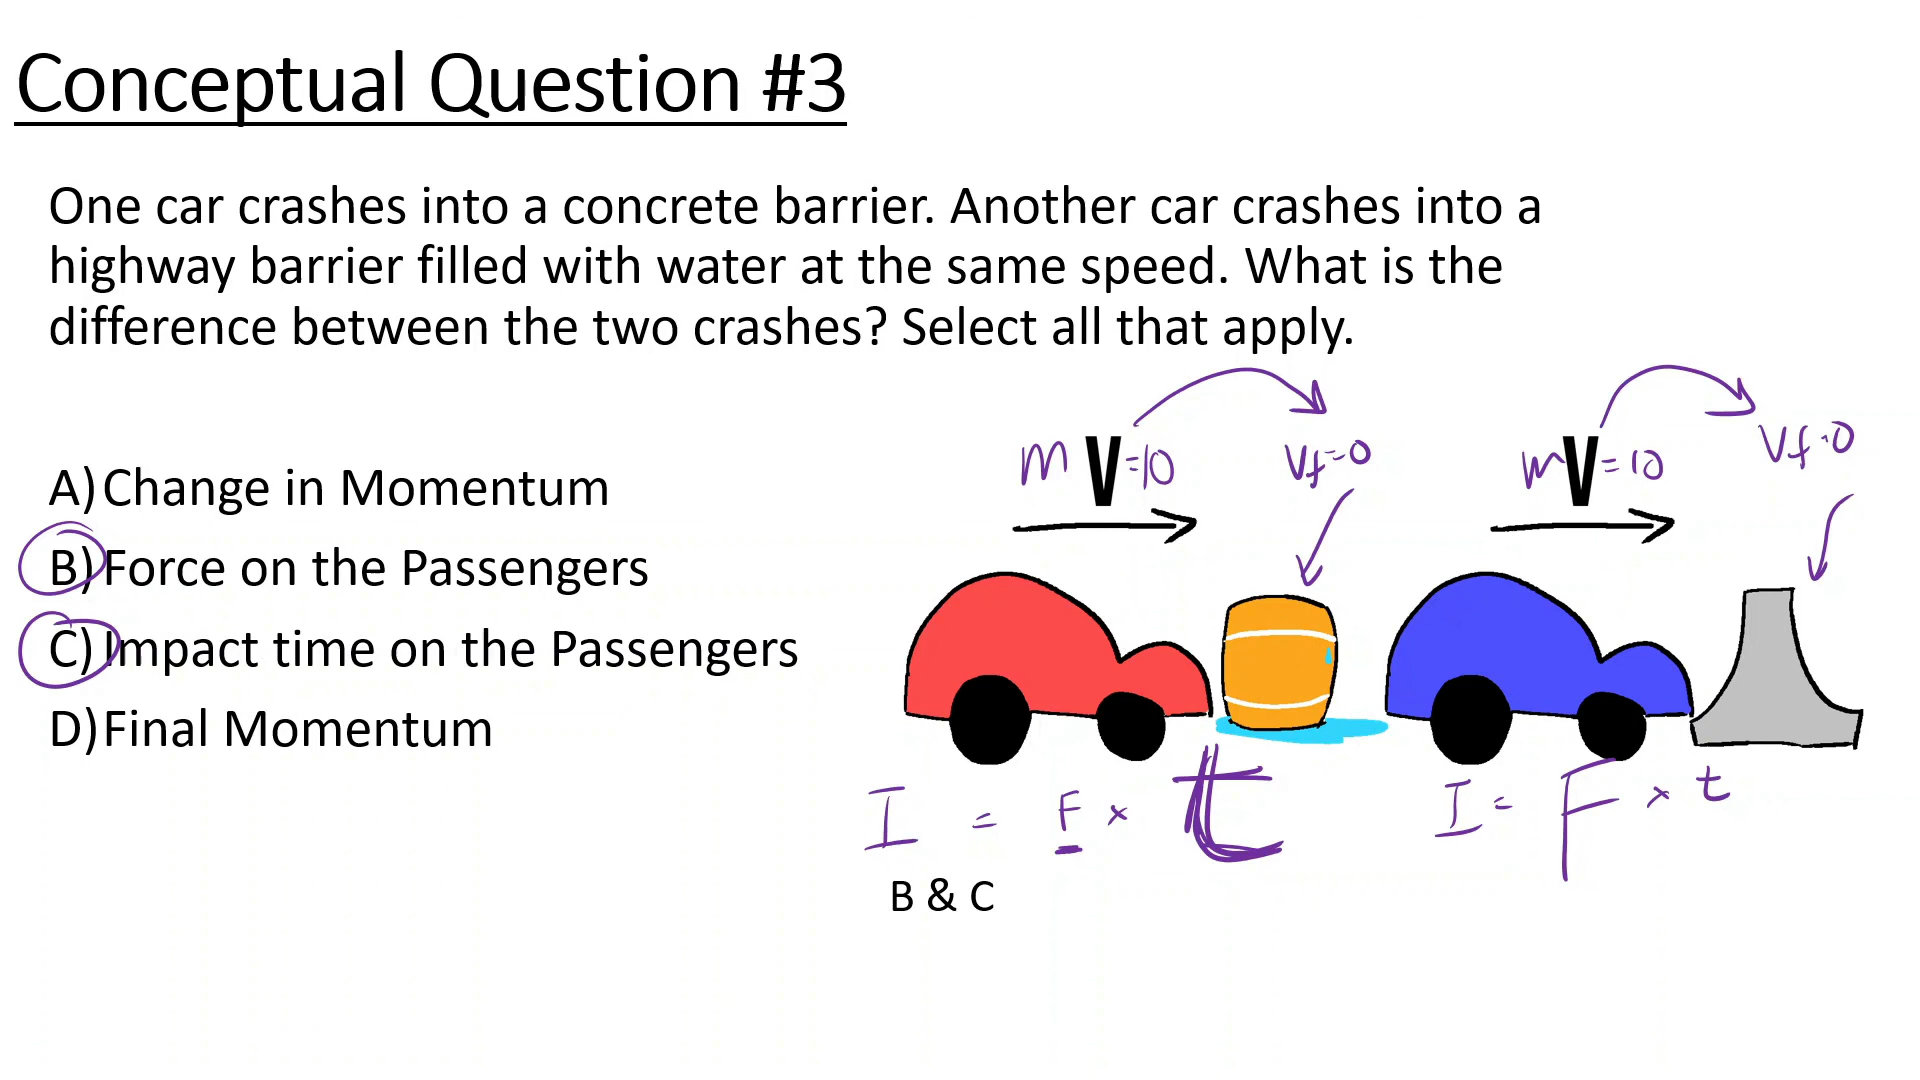 Conceptual Question #3
One car crashes into a concrete barrier. Another car crashes into a
highway barrier filled with water at the same speed. What is the
difference between the two crashes? Select all that apply.
m V=10 Vf=0 mV=10 Vf=0
A) Change in Momentum
B) Force on the Passengers
C) Impact time on the Passengers
D) Final Momentum
I = F × t I = F × t
B & C